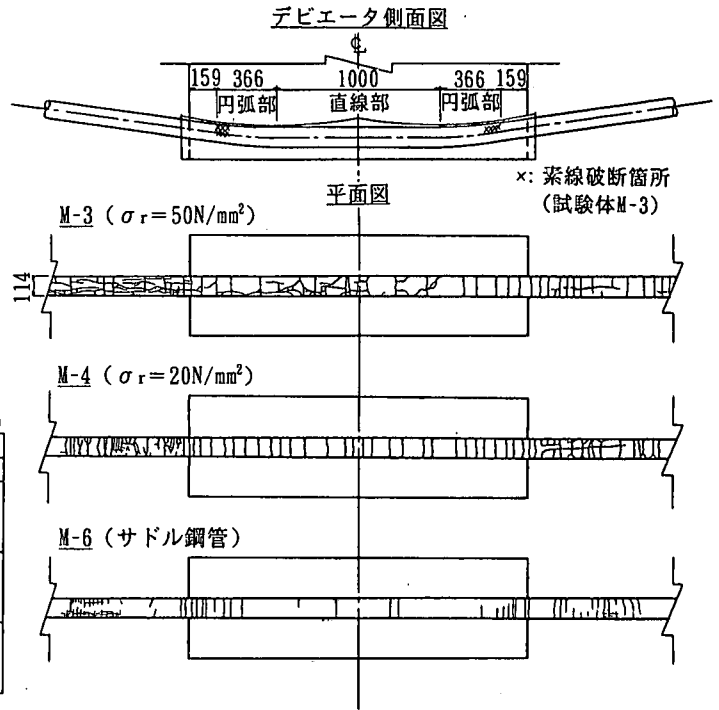 デビエータ側面図
℄
159 366 1000 366 159
円弧部 直線部 円弧部
×: 素線破断箇所
(試験体M-3)
平面図
M-3 (σr=50N/mm²)
114
M-4 (σr=20N/mm²)
M-6 (サドル鋼管)